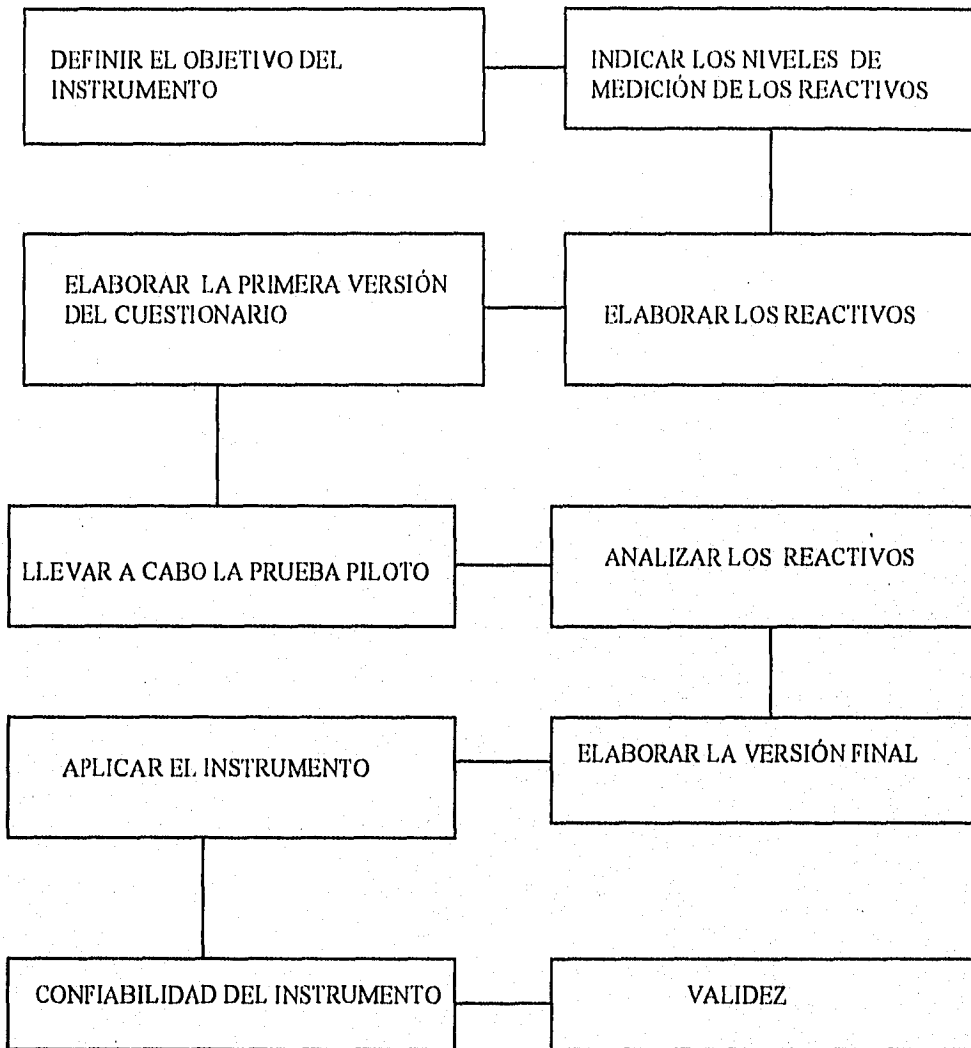 DEFINIR EL OBJETIVO DEL
INSTRUMENTO
INDICAR LOS NIVELES DE
MEDICIÓN DE LOS REACTIVOS
ELABORAR LA PRIMERA VERSIÓN
DEL CUESTIONARIO
ELABORAR LOS REACTIVOS
LLEVAR A CABO LA PRUEBA PILOTO
ANALIZAR LOS REACTIVOS
APLICAR EL INSTRUMENTO
ELABORAR LA VERSIÓN FINAL
CONFIABILIDAD DEL INSTRUMENTO
VALIDEZ